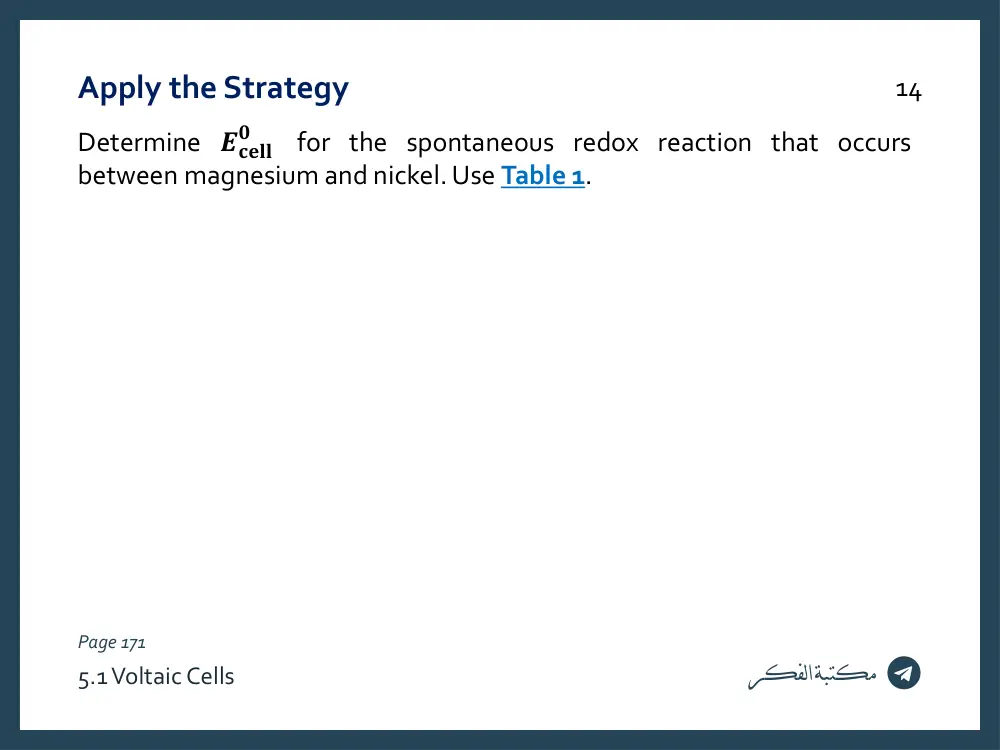 Apply the Strategy
14
Determine E⁰cell for the spontaneous redox reaction that occurs
between magnesium and nickel. Use Table 1.
Page 171
5.1 Voltaic Cells
مكتبة الفكر